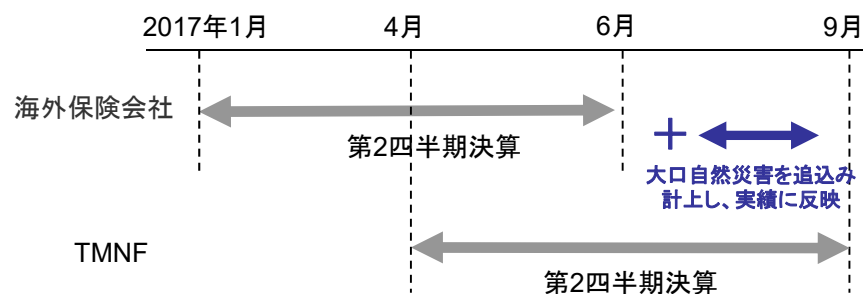 2017年1月 4月 6月 9月
海外保険会社
第2四半期決算
+
大口自然災害を追込み
計上し、実績に反映
TMNF
第2四半期決算